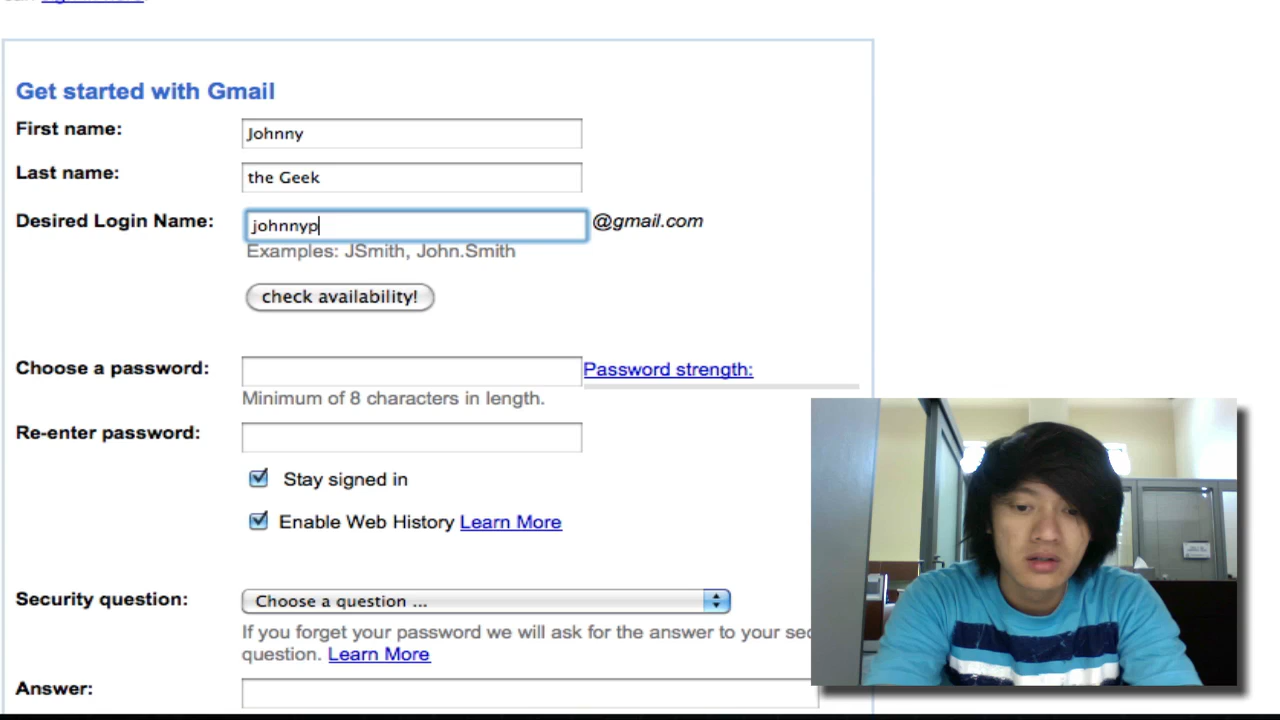 Get started with Gmail
First name: Johnny
Last name: the Geek
Desired Login Name: johnnyp @gmail.com
Examples: JSmith, John.Smith
check availability!
Choose a password: Password strength:
Minimum of 8 characters in length.
Re-enter password:
Stay signed in
Enable Web History Learn More
Security question: Choose a question ...
If you forget your password we will ask for the answer to your
question. Learn More
Answer: